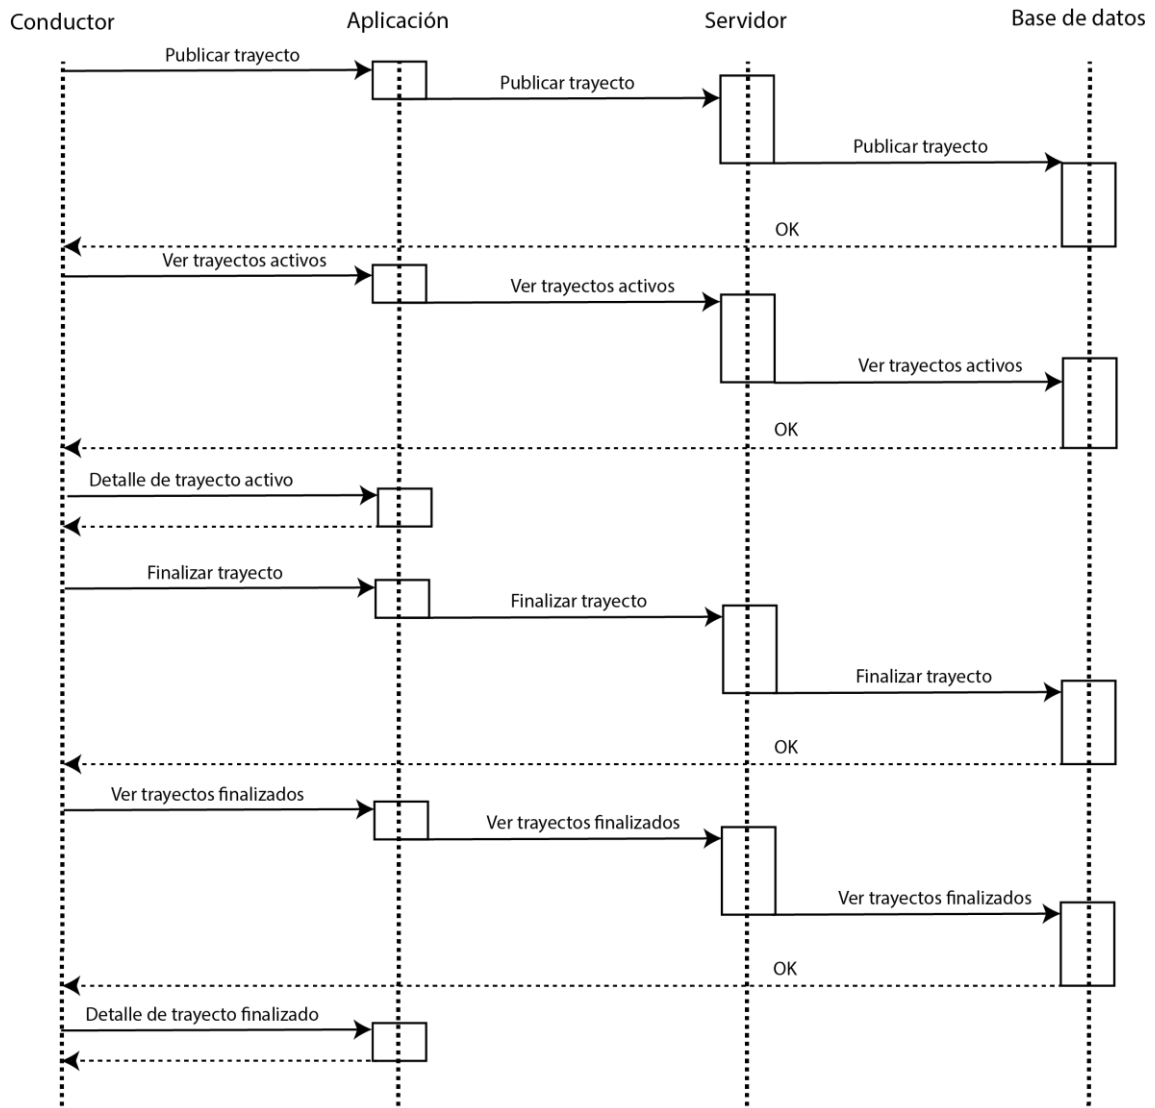 Conductor
Aplicación
Servidor
Base de datos
Publicar trayecto
Publicar trayecto
Publicar trayecto
OK
Ver trayectos activos
Ver trayectos activos
Ver trayectos activos
OK
Detalle de trayecto activo
Finalizar trayecto
Finalizar trayecto
Finalizar trayecto
OK
Ver trayectos finalizados
Ver trayectos finalizados
Ver trayectos finalizados
OK
Detalle de trayecto finalizado